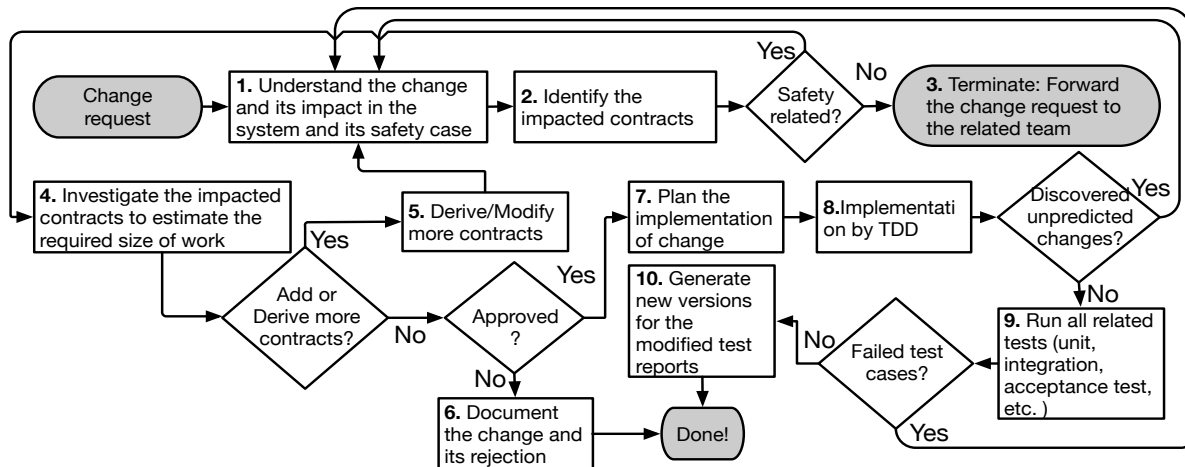 Change
request
1. Understand the change
and its impact in the
system and its safety case
2. Identify the
impacted contracts
Yes
Safety
related?
No
3. Terminate: Forward
the change request to
the related team
4. Investigate the impacted
contracts to estimate the
required size of work
Yes
5. Derive/Modify
more contracts
Add or
Derive more
contracts?
No
Approved
?
Yes
No
6. Document
the change and
its rejection
7. Plan the
implementation
of change
8.Implementati
on by TDD
Discovered
unpredicted
changes?
Yes
No
9. Run all related
tests (unit,
integration,
acceptance test,
etc. )
Failed test
cases?
No
Yes
10. Generate
new versions
for the
modified test
reports
Done!